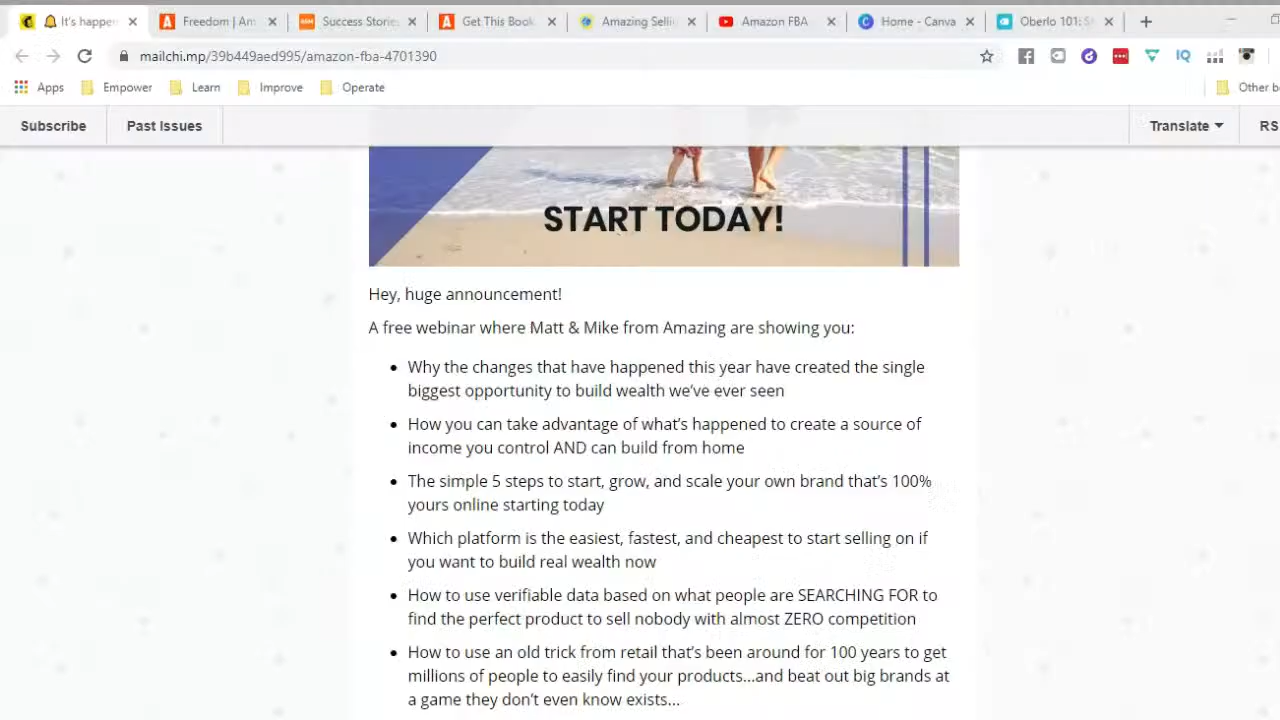 It's happen
Freedom | Am
Success Storie
Get This Book
Amazing Selli
Amazon FBA
Home - Canva
Oberlo 101: S
mailchi.mp/39b449aed995/amazon-fba-4701390
IQ
Apps
Empower
Learn
Improve
Operate
Other b
Subscribe
Past Issues
Translate
RS
START TODAY!
Hey, huge announcement!
A free webinar where Matt & Mike from Amazing are showing you:
Why the changes that have happened this year have created the single
biggest opportunity to build wealth we've ever seen
How you can take advantage of what's happened to create a source of
income you control AND can build from home
The simple 5 steps to start, grow, and scale your own brand that's 100%
yours online starting today
Which platform is the easiest, fastest, and cheapest to start selling on if
you want to build real wealth now
How to use verifiable data based on what people are SEARCHING FOR to
find the perfect product to sell nobody with almost ZERO competition
How to use an old trick from retail that's been around for 100 years to get
millions of people to easily find your products...and beat out big brands at
a game they don't even know exists...